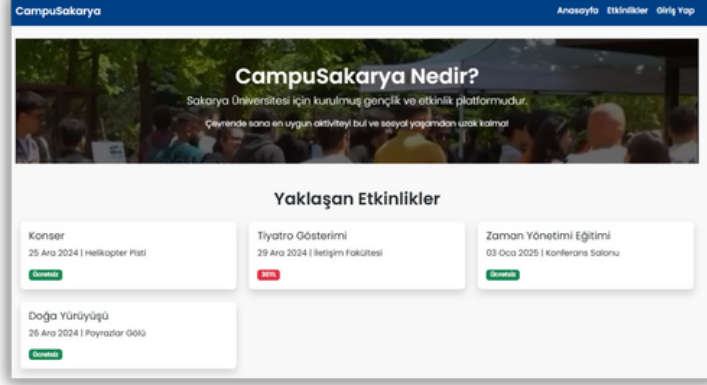 CampuSakarya
Anasayfa Etkinlikler Giriş Yap
CampuSakarya Nedir?
Sakarya Üniversitesi için kurulmuş gençlik ve etkinlik platformudur.
Çevrende sana en uygun aktiviteyi bul ve sosyal yaşamdan uzak kalma!
Yaklaşan Etkinlikler
Konser
25 Ara 2024 | Helikopter Pisti
Ücretsiz
Tiyatro Gösterimi
29 Ara 2024 | İletişim Fakültesi
30TL
Zaman Yönetimi Eğitimi
03 Oca 2025 | Konferans Salonu
Ücretsiz
Doğa Yürüyüşü
26 Ara 2024 | Poyrazlar Gölü
Ücretsiz